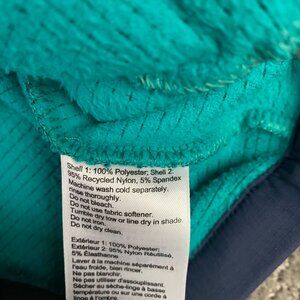 Shell 1: 100% Polyester; Shell 2:
95% Recycled Nylon, 5% Spandex
Machine wash cold separately,
rinse thoroughly.
Do not bleach.
Do not use fabric softener.
Tumble dry low or line dry in shade.
Do not iron.
Do not dry clean.
Extérieur 1: 100% Polyester;
Extérieur 2: 95% Nylon Réutilisé,
5% Élasthanne
Laver à la machine séparément à
l'eau froide, bien rincer.
Ne pas blanchir.
Ne pas utiliser d'assouplissant.
Sécher au sèche-linge à basse
température ou sur une corde à
linge à l'ombre.